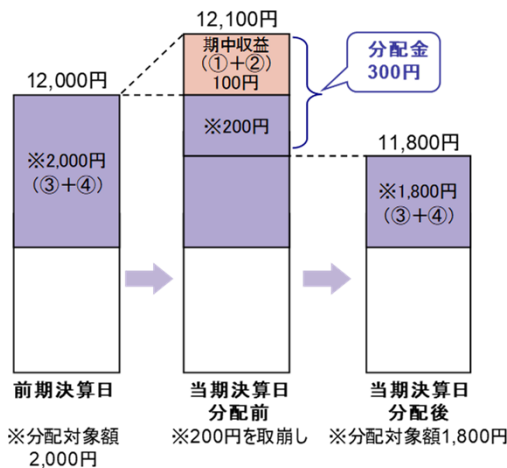 12,100円
期中収益
(①+②)
100円
分配金
300円
12,000円
※200円
11,800円
※2,000円
(③+④)
※1,800円
(③+④)
前期決算日
当期決算日
分配前
当期決算日
分配後
※分配対象額
2,000円
※200円を取崩し
※分配対象額1,800円